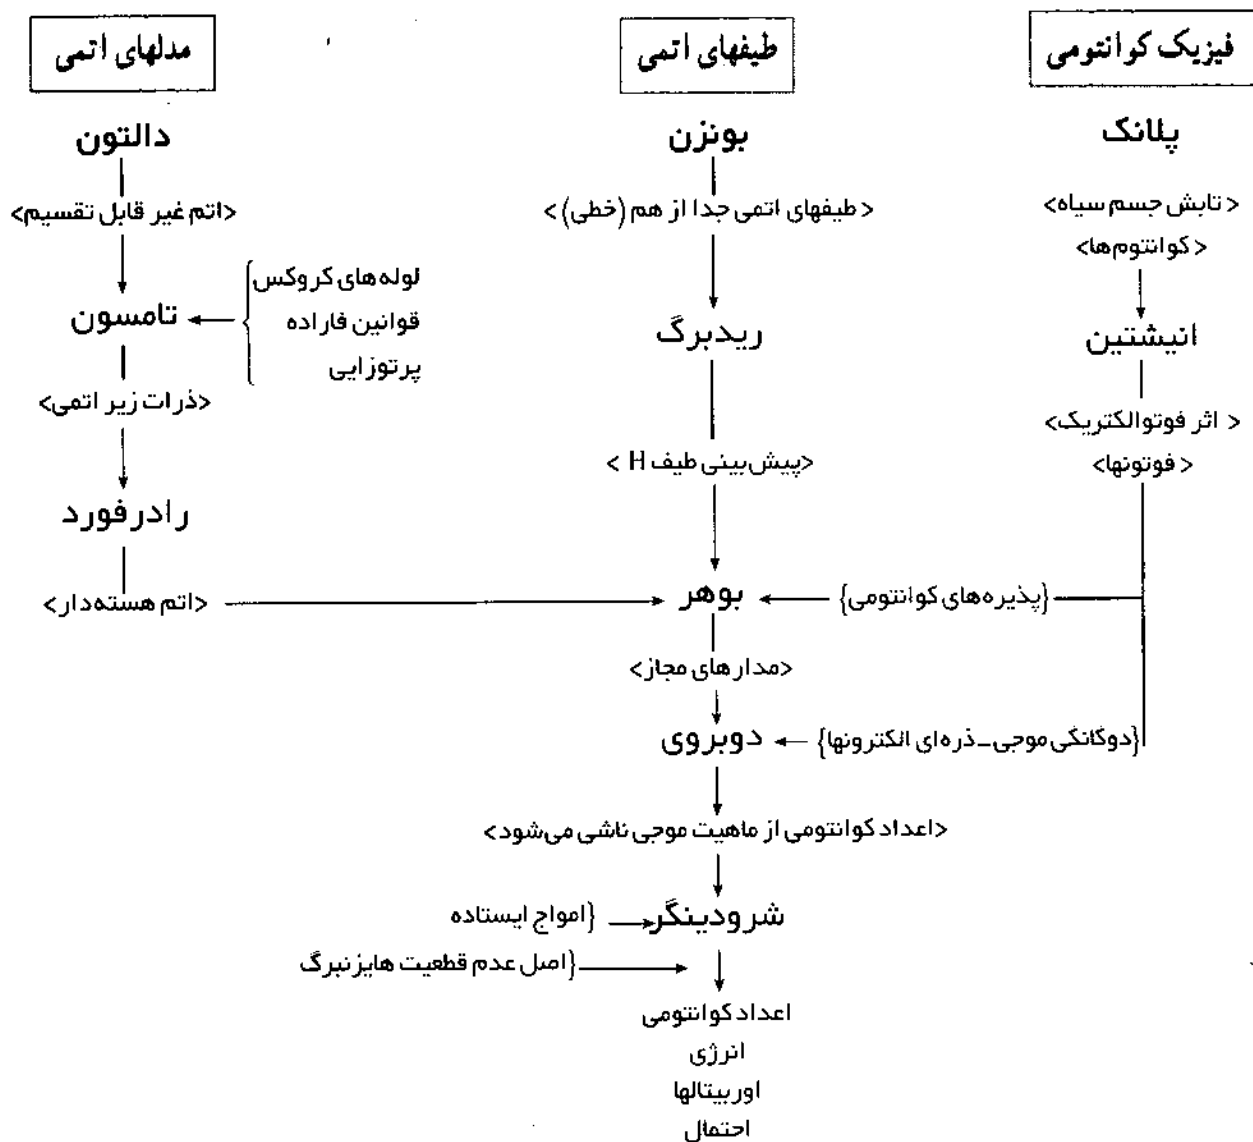 فیزیک کوانتومی
طیفهای اتمی
مدلهای اتمی
پلانک
بونزن
دالتون
<تابش جسم سیاه>
<طیفهای اتمی جدا از هم (خطی)>
<اتم غیر قابل تقسیم>
<کوانتوم‌ها>
لوله‌های کروکس
انیشتین
ریدبرگ
قوانین فاراده
تامسون
پرتوزایی
<اثر فوتوالکتریک>
<ذرات زیر اتمی>
<فوتونها>
<پیش‌بینی طیف H>
رادرفورد
{پذیره‌های کوانتومی}
بوهر
<اتم هسته‌دار>
<مدارهای مجاز>
{دوگانگی موجی-ذره‌ای الکترونها}
دوبروی
<اعداد کوانتومی از ماهیت موجی ناشی می‌شود>
شرودینگر
{امواج ایستاده
{اصل عدم قطعیت هایزنبرگ
اعداد کوانتومی
انرژی
اوربیتالها
احتمال